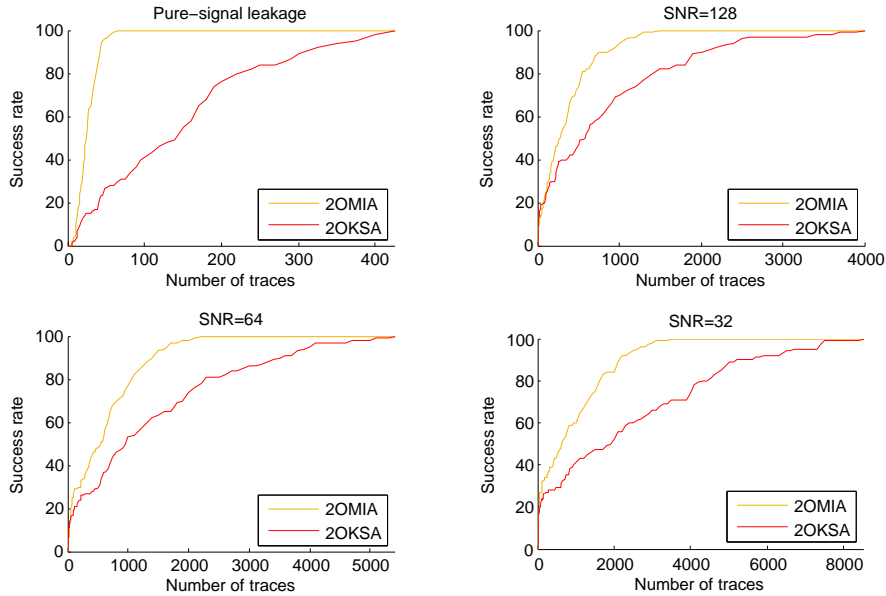 Pure−signal leakage
100
80
60
40
20
0
0 100 200 300 400
Success rate
Number of traces
2OMIA
2OKSA
SNR=128
100
80
60
40
20
0
0 1000 2000 3000 4000
Success rate
Number of traces
2OMIA
2OKSA
SNR=64
100
80
60
40
20
0
0 1000 2000 3000 4000 5000
Success rate
Number of traces
2OMIA
2OKSA
SNR=32
100
80
60
40
20
0
0 2000 4000 6000 8000
Success rate
Number of traces
2OMIA
2OKSA